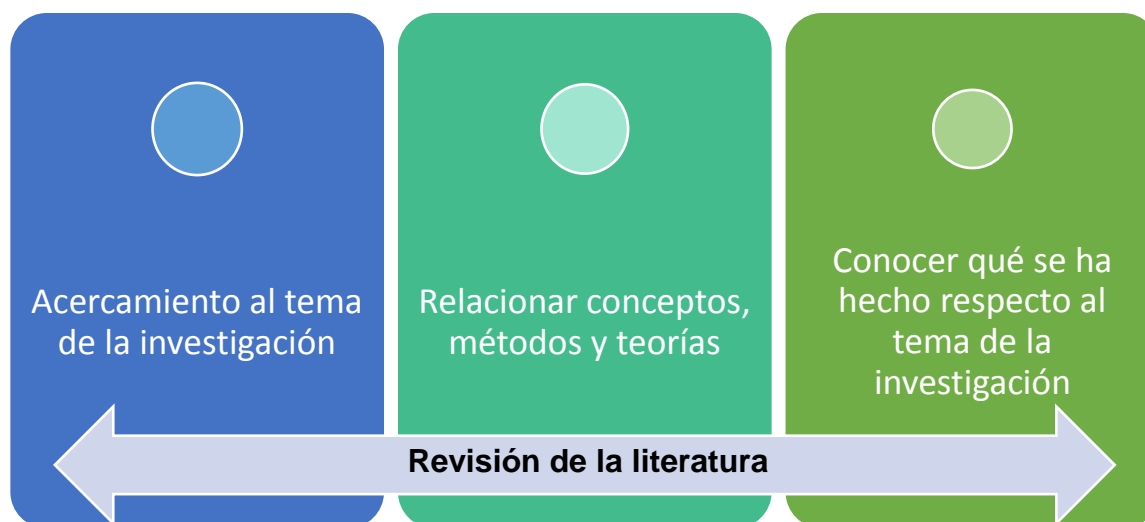 Acercamiento al tema
de la investigación
Relacionar conceptos,
métodos y teorías
Conocer qué se ha
hecho respecto al
tema de la
investigación
Revisión de la literatura